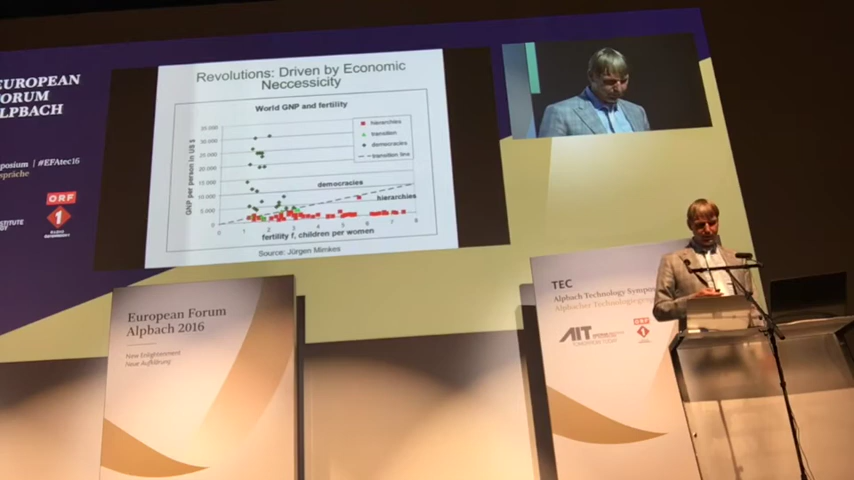 EUROPEAN
FORUM
ALPBACH
#EFAtec16
ORF
1
Revolutions: Driven by Economic
Neccessicity
World GNP and fertility
GNP per person in US $
35.000
30.000
25.000
20.000
15.000
10.000
5.000
0
hierarchies
transition
democracies
transition line
democracies
hierarchies
0 1 2 3 4 5 6 7 8
fertility f, children per women
Source: Jürgen Mimkes
European Forum
Alpbach 2016
New Enlightenment
Neue Aufklärung
TEC
Alpbach Technology
Alpbacher
AIT
ORF
1